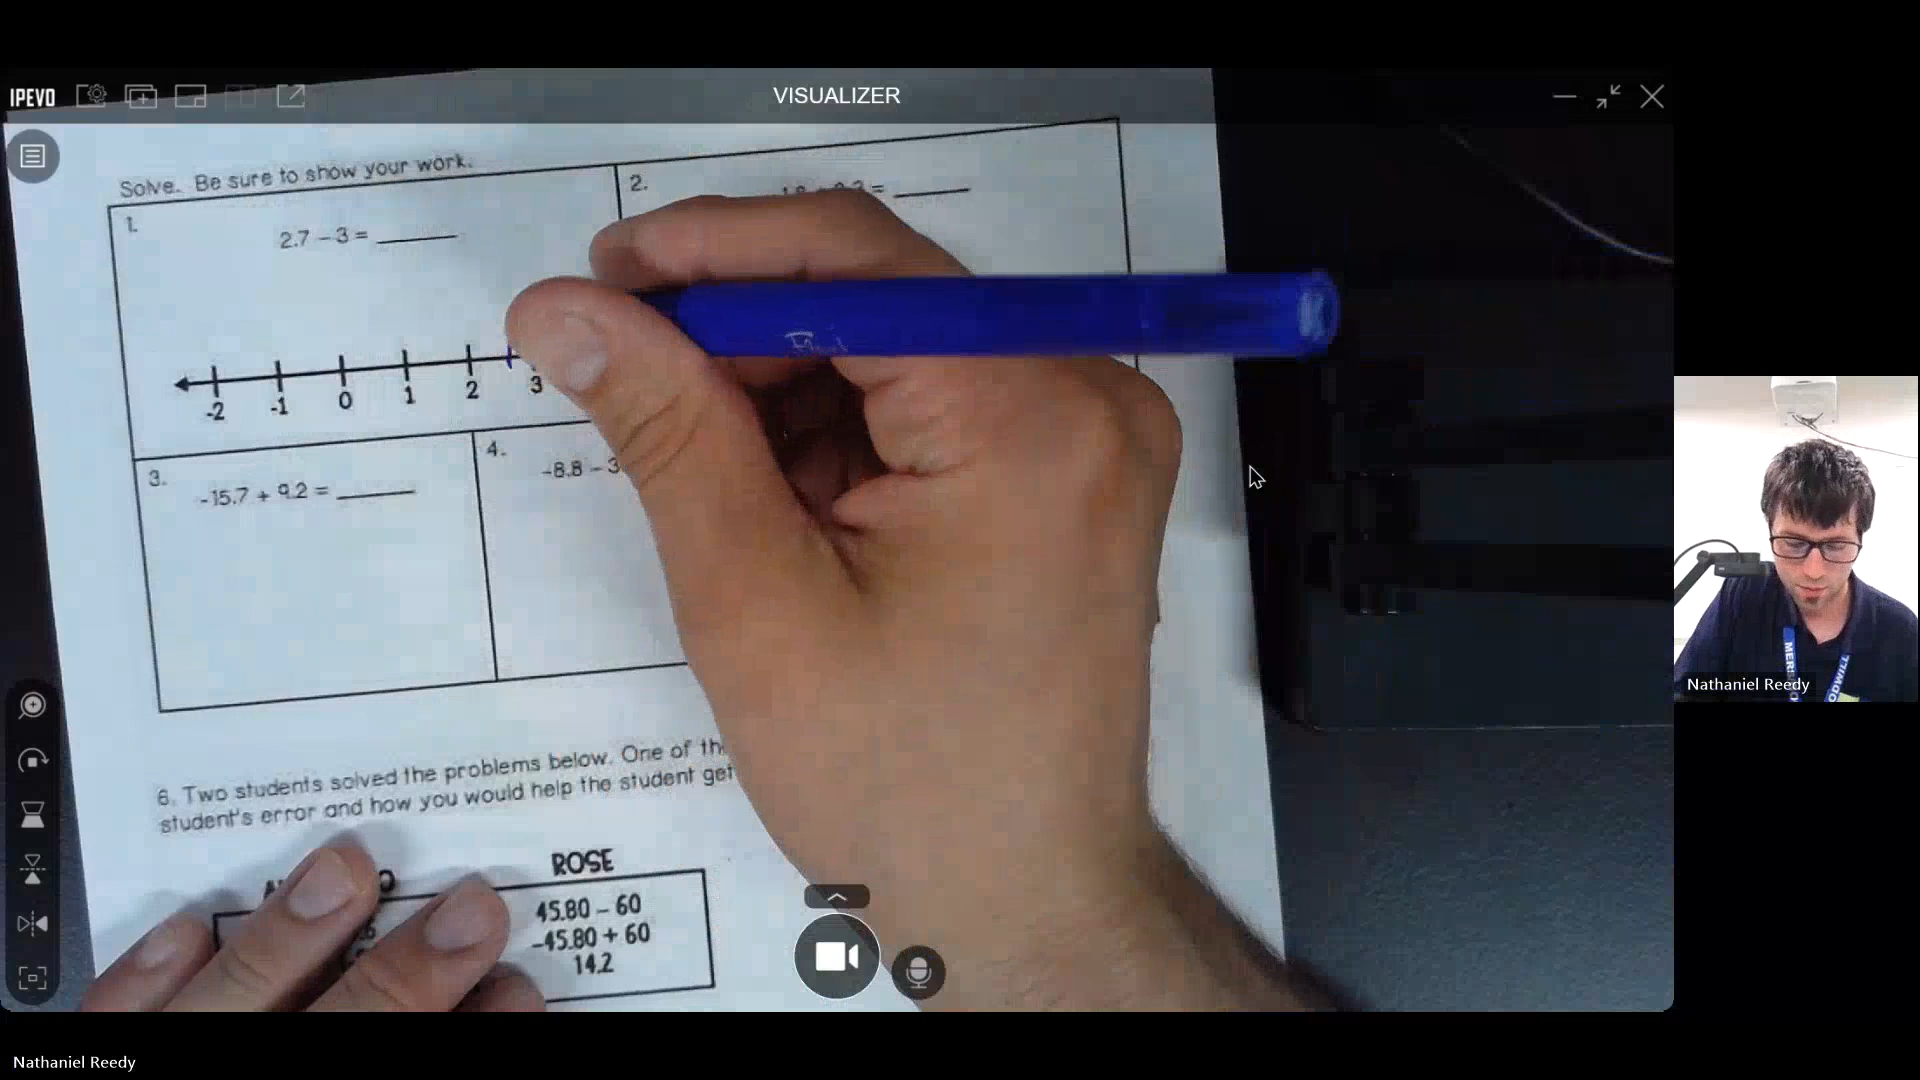 IPEVO
VISUALIZER
Solve. Be sure to show your work.
1.
2.7 – 3 = ______
-2 -1 0 1 2 3
2.
= ______
3.
-15.7 + 9.2 = ______
4.
-8.8 – 3
6. Two students solved the problems below. One of
student's error and how you would help the student get
ROSE
45.80 – 60
-45.80 + 60
14.2
Nathaniel Reedy
Nathaniel Reedy